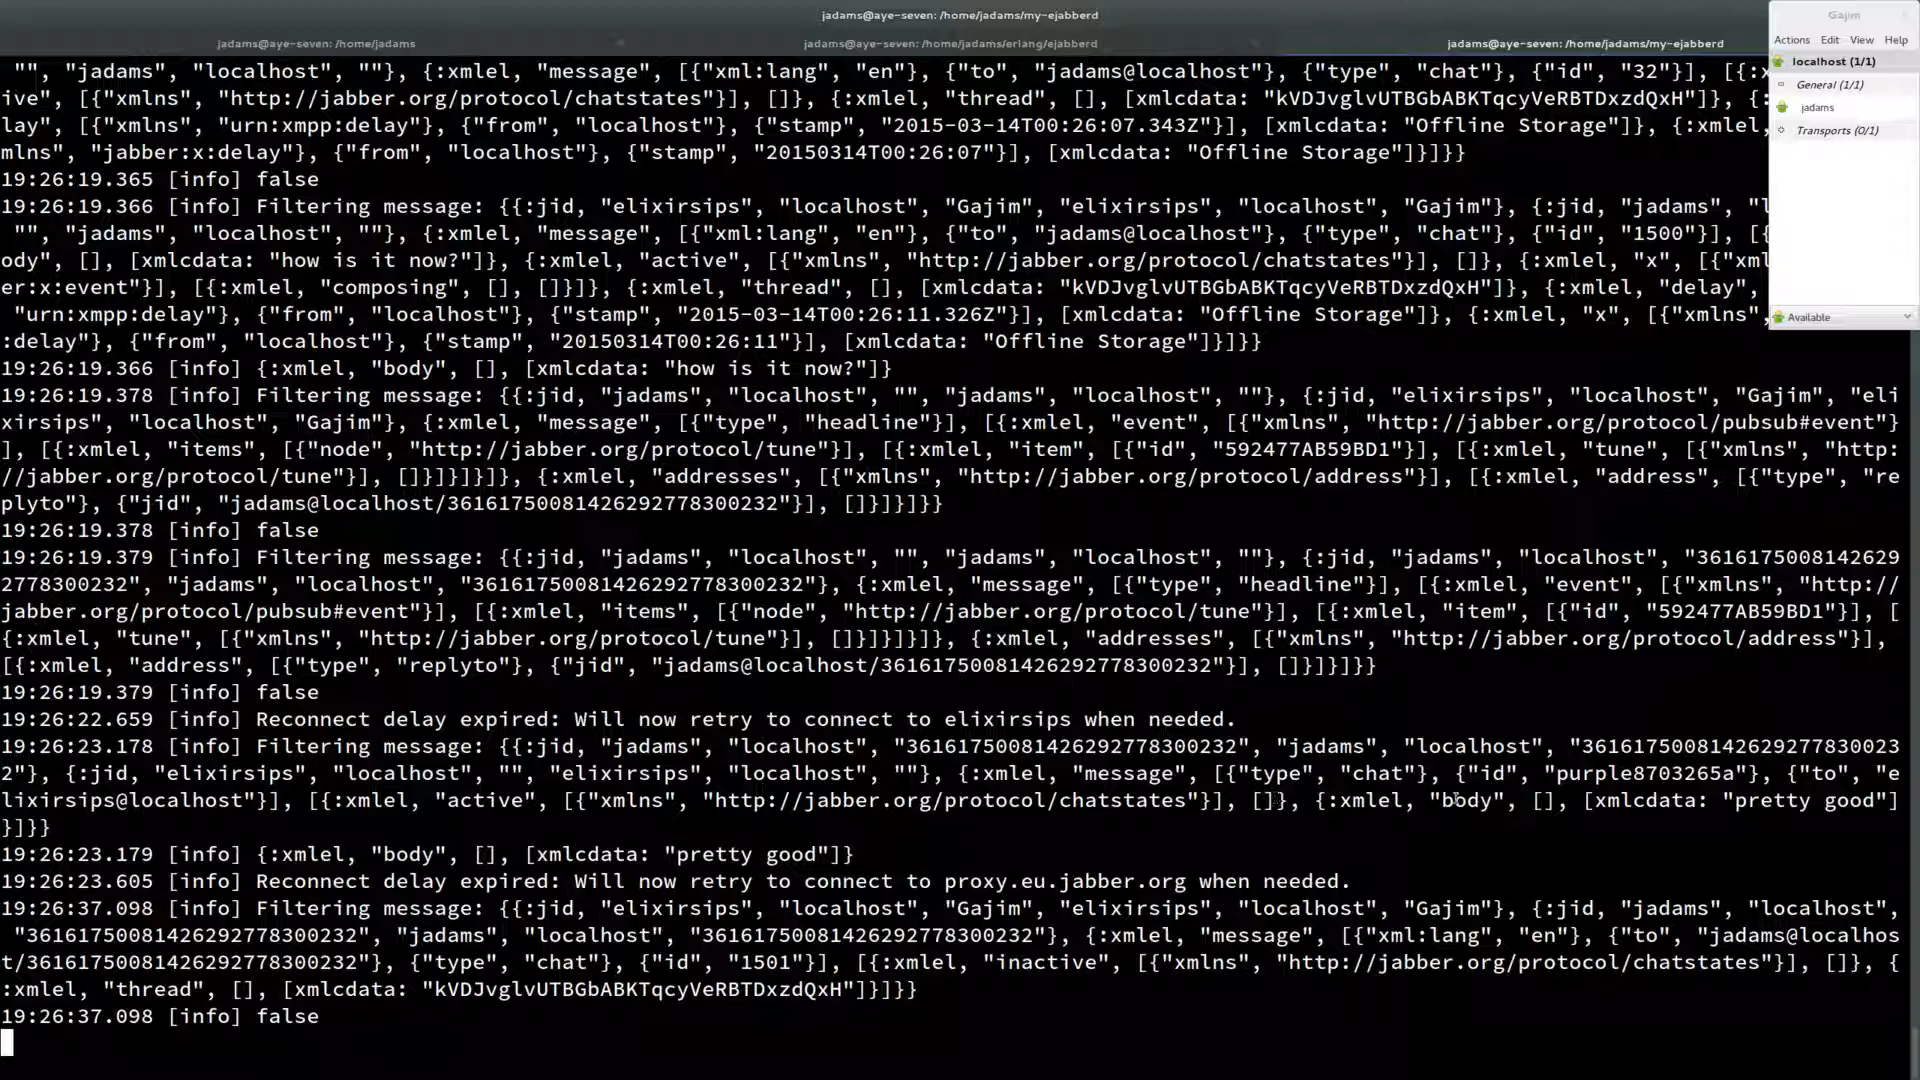 jadams@aye-seven: /home/jadams/my-ejabberd
jadams@aye-seven: /home/jadams
jadams@aye-seven: /home/jadams/erlang/ejabberd
jadams@aye-seven: /home/jadams/my-ejabberd
Gajim
Actions Edit View Help
localhost (1/1)
General (1/1)
jadams
Transports (0/1)
Available
"", "jadams", "localhost", ""}, {:xmlel, "message", [{"xml:lang", "en"}, {"to", "jadams@localhost"}, {"type", "chat"}, {"id", "32"}], [{:x
ive", [{"xmlns", "http://jabber.org/protocol/chatstates"}], []}, {:xmlel, "thread", [], [xmlcdata: "kVDJvglvUTBGbABKTqcyVeRBTDxzdQxH"]}, {:
lay", [{"xmlns", "urn:xmpp:delay"}, {"from", "localhost"}, {"stamp", "2015-03-14T00:26:07.343Z"}], [xmlcdata: "Offline Storage"]}, {:xmlel,
mlns", "jabber:x:delay"}, {"from", "localhost"}, {"stamp", "20150314T00:26:07"}], [xmlcdata: "Offline Storage"]}]}}
19:26:19.365 [info] false
19:26:19.366 [info] Filtering message: {{:jid, "elixirsips", "localhost", "Gajim", "elixirsips", "localhost", "Gajim"}, {:jid, "jadams", "l
"", "jadams", "localhost", ""}, {:xmlel, "message", [{"xml:lang", "en"}, {"to", "jadams@localhost"}, {"type", "chat"}, {"id", "1500"}], [{
ody", [], [xmlcdata: "how is it now?"]}, {:xmlel, "active", [{"xmlns", "http://jabber.org/protocol/chatstates"}], []}, {:xmlel, "x", [{"xml
er:x:event"}], [{:xmlel, "composing", [], []}]}, {:xmlel, "thread", [], [xmlcdata: "kVDJvglvUTBGbABKTqcyVeRBTDxzdQxH"]}, {:xmlel, "delay",
"urn:xmpp:delay"}, {"from", "localhost"}, {"stamp", "2015-03-14T00:26:11.326Z"}], [xmlcdata: "Offline Storage"]}, {:xmlel, "x", [{"xmlns",
:delay"}, {"from", "localhost"}, {"stamp", "20150314T00:26:11"}], [xmlcdata: "Offline Storage"]}]}}
19:26:19.366 [info] {:xmlel, "body", [], [xmlcdata: "how is it now?"]}
19:26:19.378 [info] Filtering message: {{:jid, "jadams", "localhost", "", "jadams", "localhost", ""}, {:jid, "elixirsips", "localhost", "Gajim", "eli
xirsips", "localhost", "Gajim"}, {:xmlel, "message", [{"type", "headline"}], [{:xmlel, "event", [{"xmlns", "http://jabber.org/protocol/pubsub#event"}
], [{:xmlel, "items", [{"node", "http://jabber.org/protocol/tune"}], [{:xmlel, "item", [{"id", "592477AB59BD1"}], [{:xmlel, "tune", [{"xmlns", "http:
//jabber.org/protocol/tune"}], []}]}]}]}, {:xmlel, "addresses", [{"xmlns", "http://jabber.org/protocol/address"}], [{:xmlel, "address", [{"type", "re
plyto"}, {"jid", "jadams@localhost/36161750081426292778300232"}], []}]}]}}
19:26:19.378 [info] false
19:26:19.379 [info] Filtering message: {{:jid, "jadams", "localhost", "", "jadams", "localhost", ""}, {:jid, "jadams", "localhost", "3616175008142629
2778300232", "jadams", "localhost", "36161750081426292778300232"}, {:xmlel, "message", [{"type", "headline"}], [{:xmlel, "event", [{"xmlns", "http://
jabber.org/protocol/pubsub#event"}], [{:xmlel, "items", [{"node", "http://jabber.org/protocol/tune"}], [{:xmlel, "item", [{"id", "592477AB59BD1"}], [
{:xmlel, "tune", [{"xmlns", "http://jabber.org/protocol/tune"}], []}]}]}]}, {:xmlel, "addresses", [{"xmlns", "http://jabber.org/protocol/address"}],
[{:xmlel, "address", [{"type", "replyto"}, {"jid", "jadams@localhost/36161750081426292778300232"}], []}]}]}}
19:26:19.379 [info] false
19:26:22.659 [info] Reconnect delay expired: Will now retry to connect to elixirsips when needed.
19:26:23.178 [info] Filtering message: {{:jid, "jadams", "localhost", "36161750081426292778300232", "jadams", "localhost", "3616175008142629277830023
2"}, {:jid, "elixirsips", "localhost", "", "elixirsips", "localhost", ""}, {:xmlel, "message", [{"type", "chat"}, {"id", "purple8703265a"}, {"to", "e
lixirsips@localhost"}], [{:xmlel, "active", [{"xmlns", "http://jabber.org/protocol/chatstates"}], []}, {:xmlel, "body", [], [xmlcdata: "pretty good"]
}]}}
19:26:23.179 [info] {:xmlel, "body", [], [xmlcdata: "pretty good"]}
19:26:23.605 [info] Reconnect delay expired: Will now retry to connect to proxy.eu.jabber.org when needed.
19:26:37.098 [info] Filtering message: {{:jid, "elixirsips", "localhost", "Gajim", "elixirsips", "localhost", "Gajim"}, {:jid, "jadams", "localhost",
"36161750081426292778300232", "jadams", "localhost", "36161750081426292778300232"}, {:xmlel, "message", [{"xml:lang", "en"}, {"to", "jadams@localhos
t/36161750081426292778300232"}, {"type", "chat"}, {"id", "1501"}], [{:xmlel, "inactive", [{"xmlns", "http://jabber.org/protocol/chatstates"}], []}, {
:xmlel, "thread", [], [xmlcdata: "kVDJvglvUTBGbABKTqcyVeRBTDxzdQxH"]}]}}
19:26:37.098 [info] false